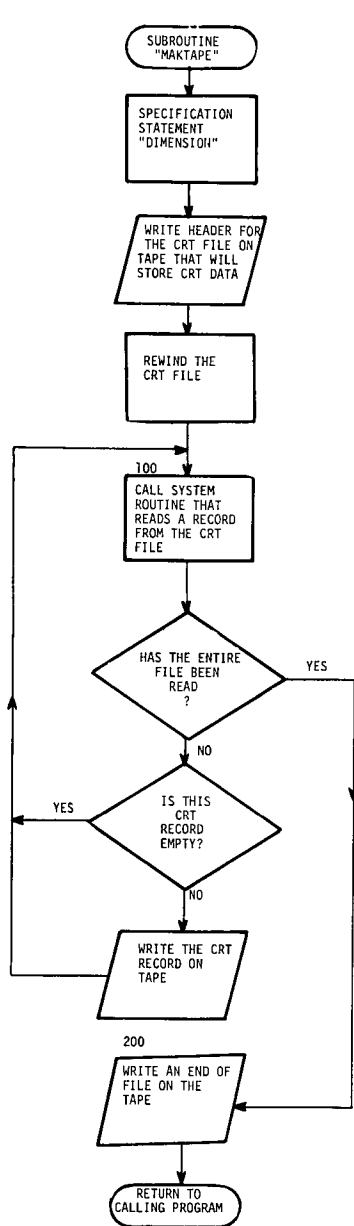 SUBROUTINE
"MAKTAPE"
SPECIFICATION
STATEMENT
"DIMENSION"
WRITE HEADER FOR
THE CRT FILE ON
TAPE THAT WILL
STORE CRT DATA
REWIND THE
CRT FILE
100
CALL SYSTEM
ROUTINE THAT
READS A RECORD
FROM THE CRT
FILE
HAS THE ENTIRE
FILE BEEN
READ
?
YES
NO
IS THIS
CRT
RECORD
EMPTY?
YES
NO
WRITE THE CRT
RECORD ON
TAPE
200
WRITE AN END OF
FILE ON THE
TAPE
RETURN TO
CALLING PROGRAM